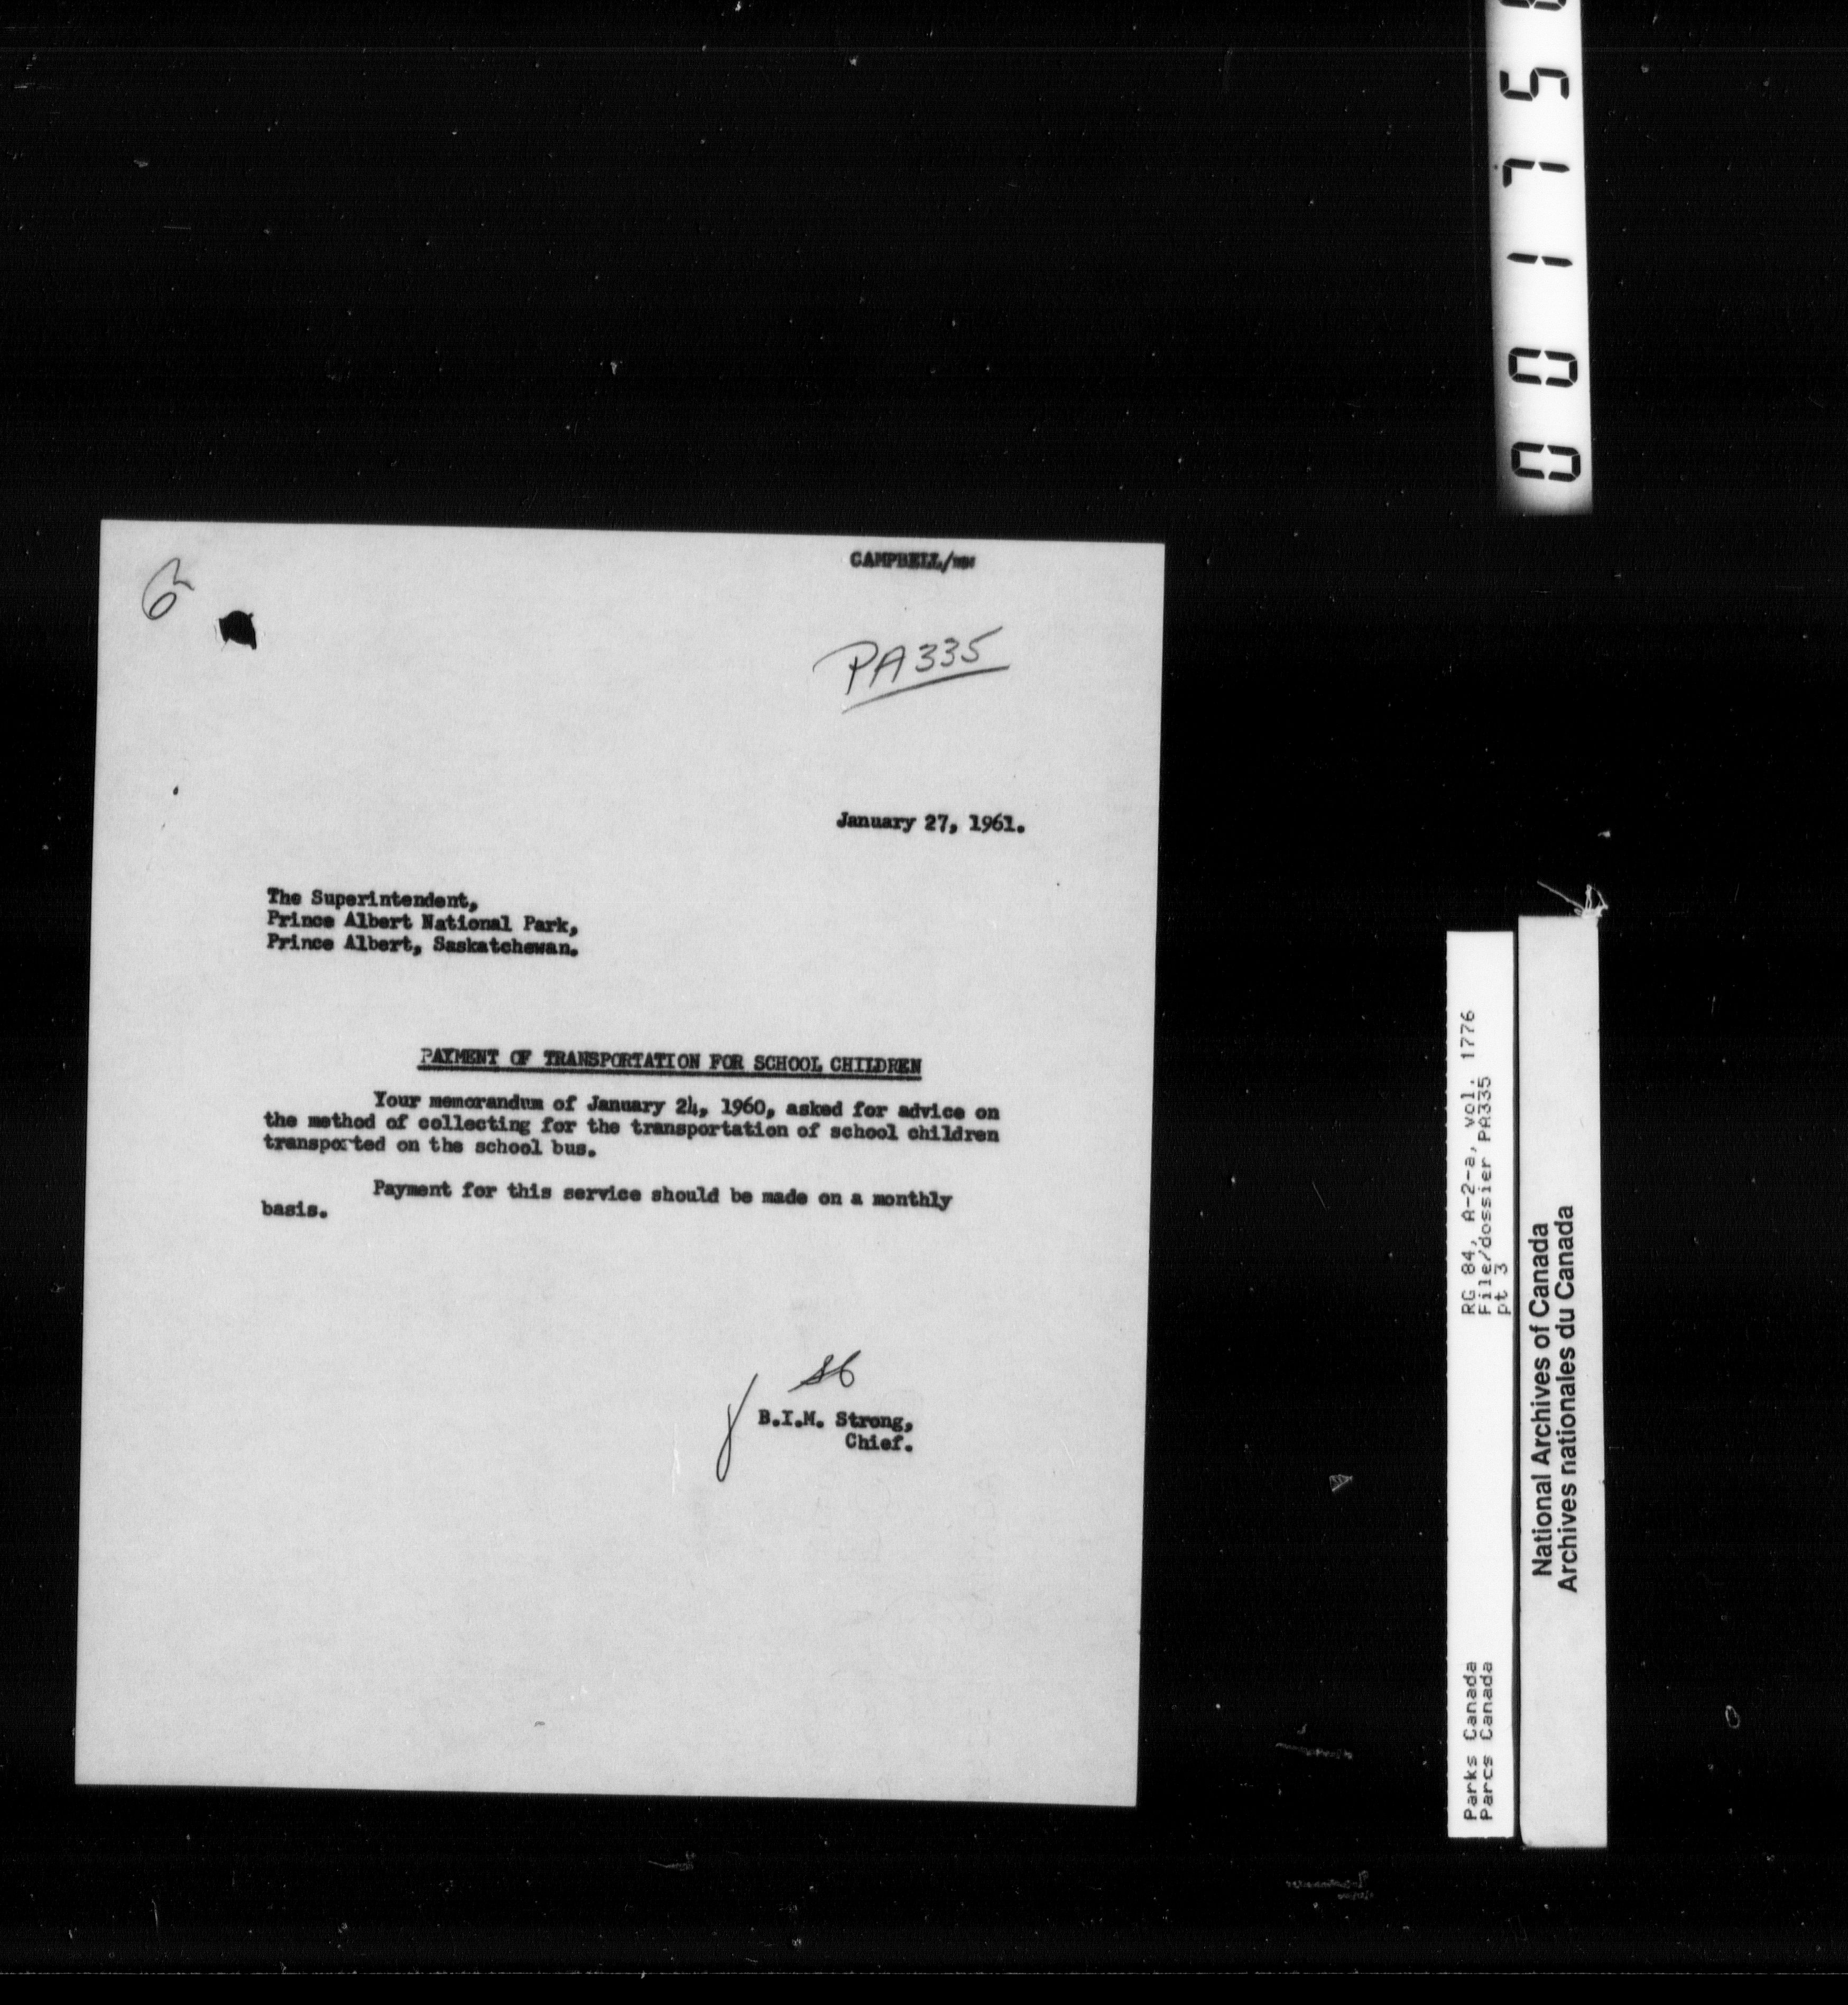 CAMPBELL/
PA335
January 27, 1961.
The Superintendent,
Prince Albert National Park,
Prince Albert, Saskatchewan.
PAYMENT OF TRANSPORTATION FOR SCHOOL CHILDREN
Your memorandum of January 24, 1960, asked for advice on
the method of collecting for the transportation of school children
transported on the school bus.
Payment for this service should be made on a monthly
basis.
B.I.M. Strong,
Chief.
RG 84, A-2-a, vol. 1776
File/dossier PA335
pt 3
Parks Canada
Parcs Canada
National Archives of Canada
Archives nationales du Canada
00175